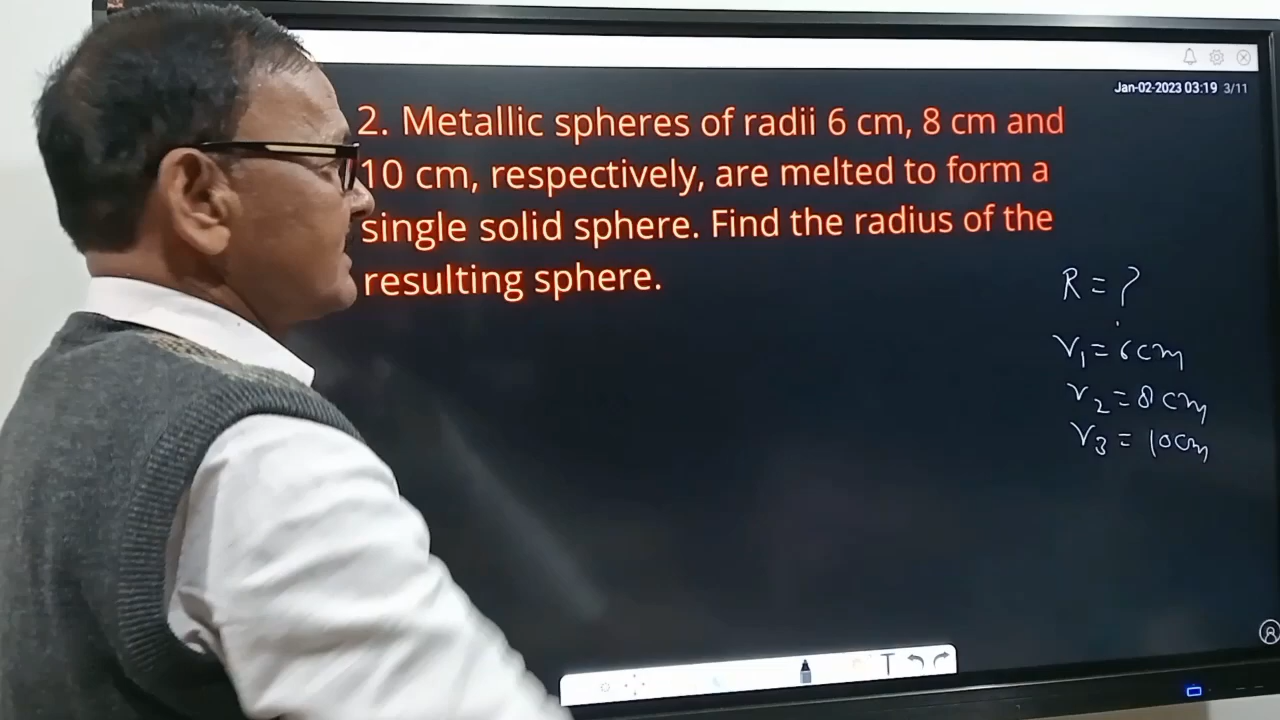 Jan-02-2023 03:19 3/11
2. Metallic spheres of radii 6 cm, 8 cm and
10 cm, respectively, are melted to form a
single solid sphere. Find the radius of the
resulting sphere.
R = ?
r₁ = 6cm
r₂ = 8cm
r₃ = 10cm
T